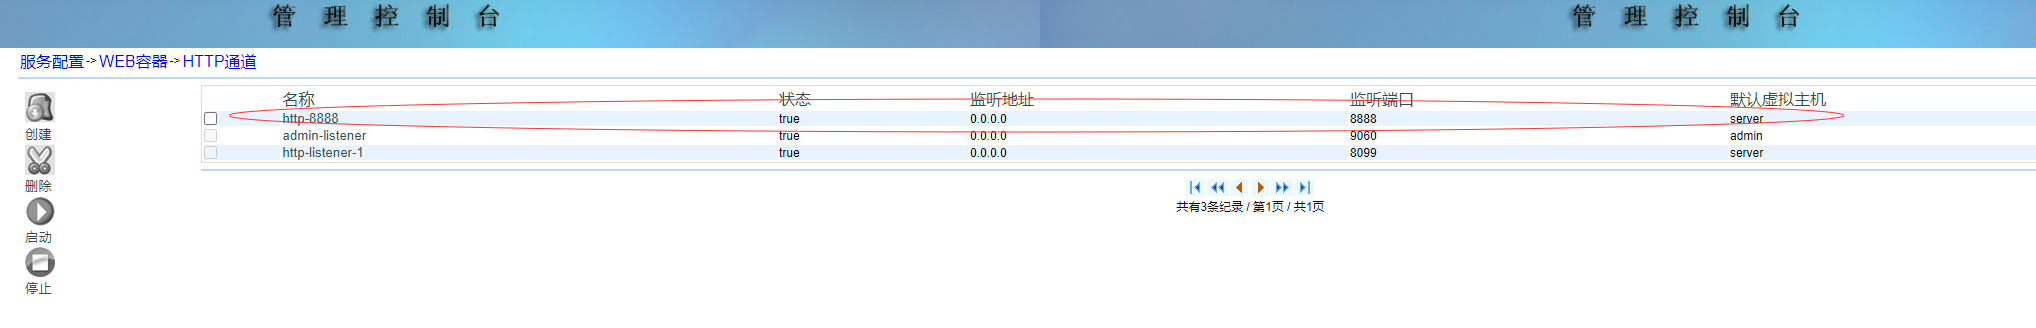 管理控制台 管理控制台
服务配置->WEB容器->HTTP通道
创建
删除
启动
停止
名称 状态 监听地址 监听端口 默认虚拟主机
http-8888 true 0.0.0.0 8888 server
admin-listener true 0.0.0.0 9060 admin
http-listener-1 true 0.0.0.0 8099 server
共有3条纪录 / 第1页 / 共1页